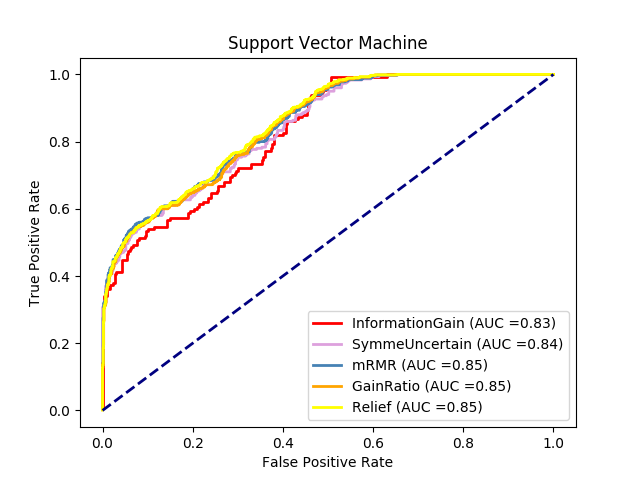 Support Vector Machine
True Positive Rate
1.0
0.8
0.6
0.4
0.2
0.0
InformationGain (AUC =0.83)
SymmeUncertain (AUC =0.84)
mRMR (AUC =0.85)
GainRatio (AUC =0.85)
Relief (AUC =0.85)
0.0 0.2 0.4 0.6 0.8 1.0
False Positive Rate